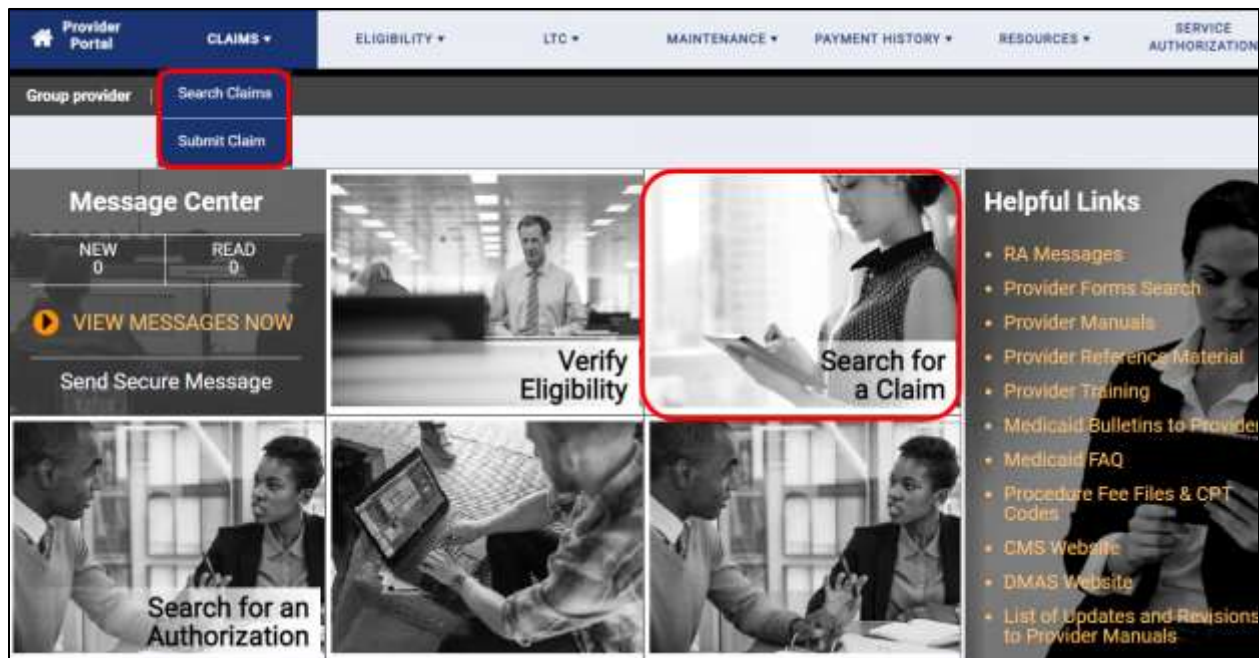 Provider
Portal
CLAIMS
ELIGIBILITY
LTC
MAINTENANCE
PAYMENT HISTORY
RESOURCES
SERVICE
AUTHORIZATION
Group provider
Search Claims
Submit Claim
Message Center
NEW
0
READ
0
VIEW MESSAGES NOW
Send Secure Message
Verify
Eligibility
Search for
a Claim
Search for an
Authorization
Helpful Links
RA Messages
Provider Forms Search
Provider Manuals
Provider Reference Material
Provider Training
Medicaid Bulletins to Provider
Medicaid FAQ
Procedure Fee Files & CPT
Codes
CMS Website
DMAS Website
List of Updates and Revisions
to Provider Manuals